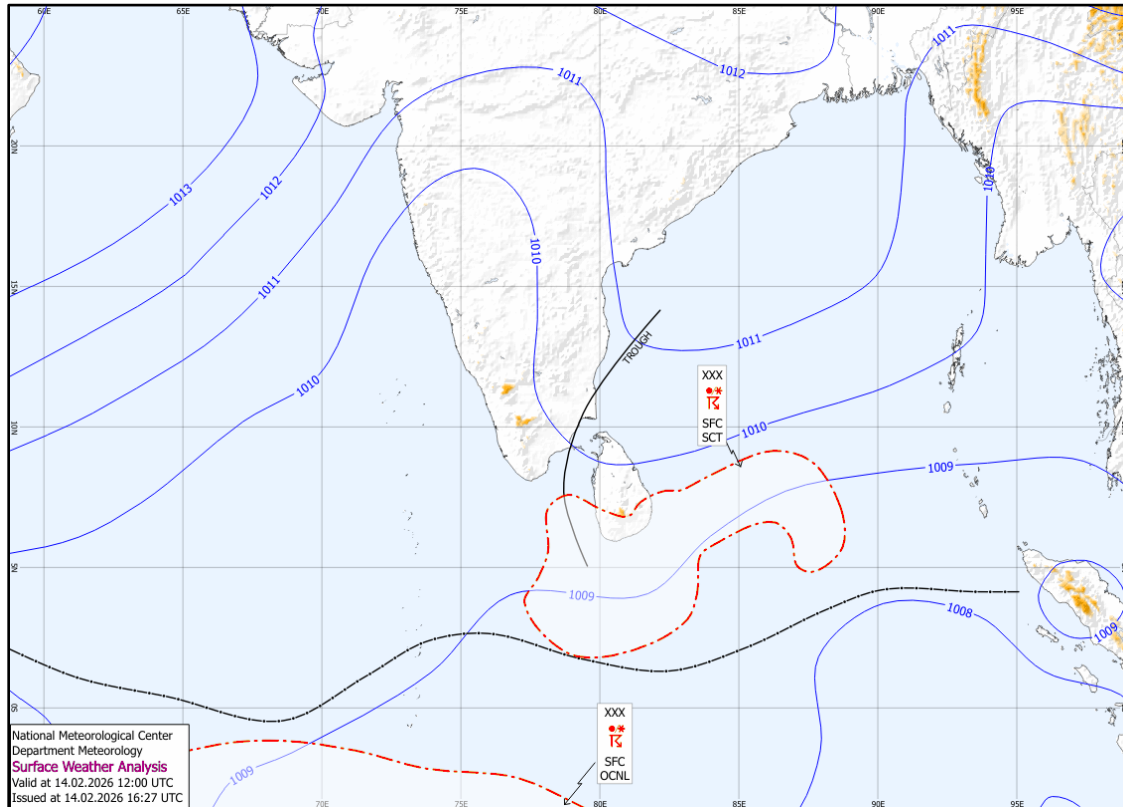 60E 65E 70E 75E 80E 85E 90E 95E
1011
1011
1012
20N
1013
1012
1010
1010
15N
1011
TROUGH
1011
1010
XXX
SFC
SCT
10N
1010
1009
5N
1009
1008
1009
0S
XXX
SFC
OCNL
National Meteorological Center
Department Meteorology
Surface Weather Analysis
Valid at 14.02.2026 12:00 UTC
Issued at 14.02.2026 16:27 UTC
1009
70E 75E 80E 85E 90E 95E